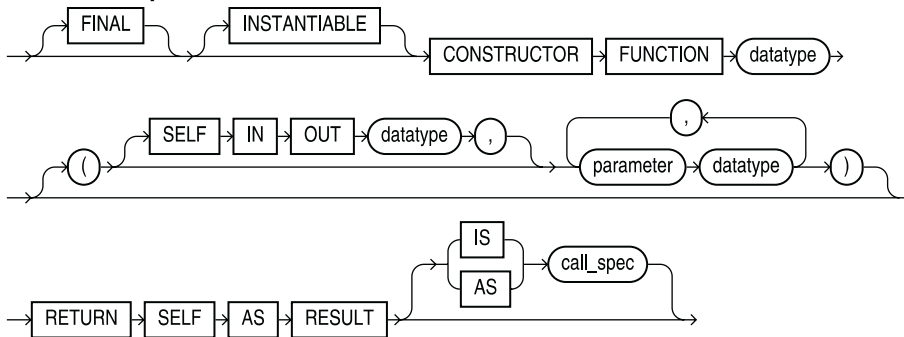 FINAL INSTANTIABLE
CONSTRUCTOR FUNCTION datatype
,
SELF IN OUT datatype ,
( parameter datatype )
IS
call_spec
AS
RETURN SELF AS RESULT